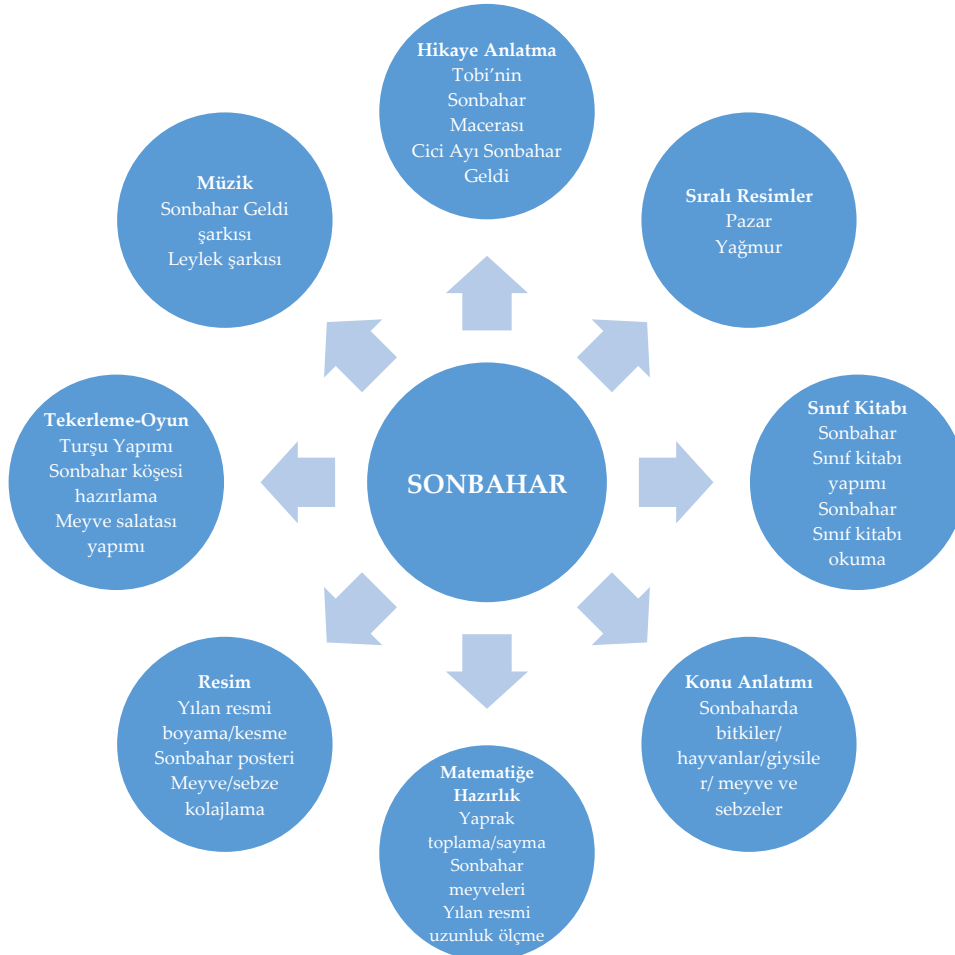 Hikaye Anlatma
Tobi’nin
Sonbahar
Macerası
Cici Ayı Sonbahar
Geldi
Sıralı Resimler
Pazar
Yağmur
Sınıf Kitabı
Sonbahar
Sınıf kitabı
yapımı
Sonbahar
Sınıf kitabı
okuma
Konu Anlatımı
Sonbaharda
bitkiler/
hayvanlar/giysile
r/ meyve ve
sebzeler
Matematiğe
Hazırlık
Yaprak
toplama/sayma
Sonbahar
meyveleri
Yılan resmi
uzunluk ölçme
Resim
Yılan resmi
boyama/kesme
Sonbahar posteri
Meyve/sebze
kolajlama
Tekerleme-Oyun
Turşu Yapımı
Sonbahar köşesi
hazırlama
Meyve salatası
yapımı
Müzik
Sonbahar Geldi
şarkısı
Leylek şarkısı
SONBAHAR